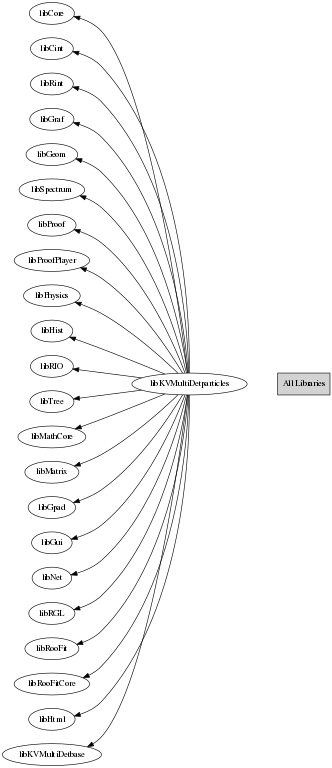 libCore
libCint
libRint
libGraf
libGeom
libSpectrum
libProof
libProofPlayer
libPhysics
libHist
libRIO
libKVMultiDetparticles
All Libraries
libTree
libMathCore
libMatrix
libGpad
libGui
libNet
libRGL
libRooFit
libRooFitCore
libHtml
libKVMultiDetbase